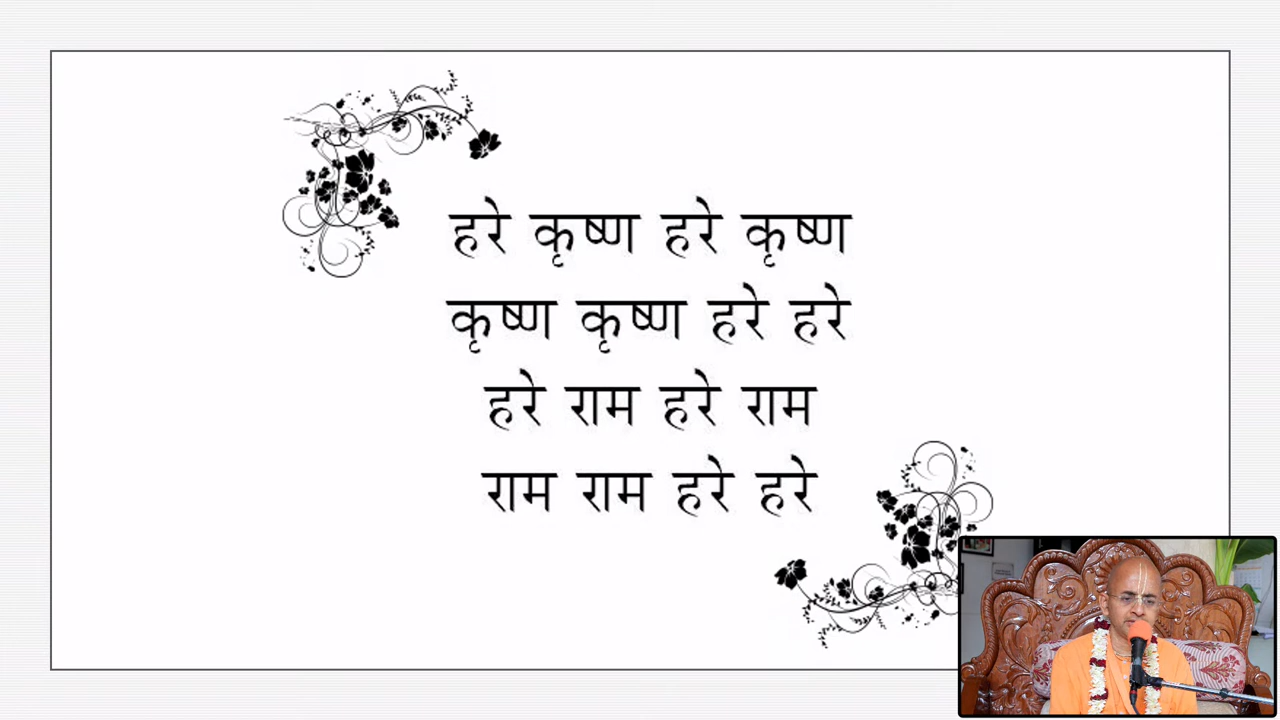 हरे कृष्ण हरे कृष्ण
कृष्ण कृष्ण हरे हरे
हरे राम हरे राम
राम राम हरे हरे